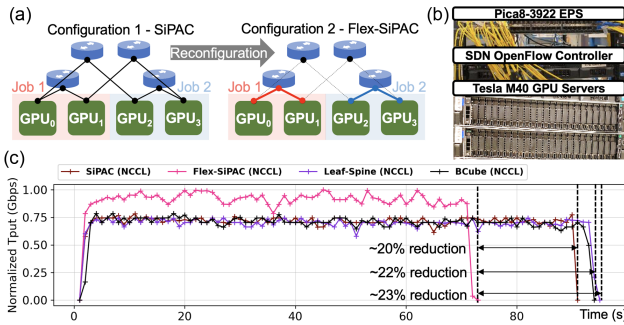 (a)
Configuration 1 - SiPAC
Reconfiguration
Configuration 2 - Flex-SiPAC
Job 1
Job 2
GPU0
GPU1
GPU2
GPU3
Job 1
Job 2
GPU0
GPU1
GPU2
GPU3
(b)
Pica8-3922 EPS
SDN OpenFlow Controller
Tesla M40 GPU Servers
(c)
SiPAC (NCCL)
Flex-SiPAC (NCCL)
Leaf-Spine (NCCL)
BCube (NCCL)
Normalized Tput (Gbps)
1.00
0.75
0.50
0.25
0.00
~20% reduction
~22% reduction
~23% reduction
0
20
40
60
80
Time (s)